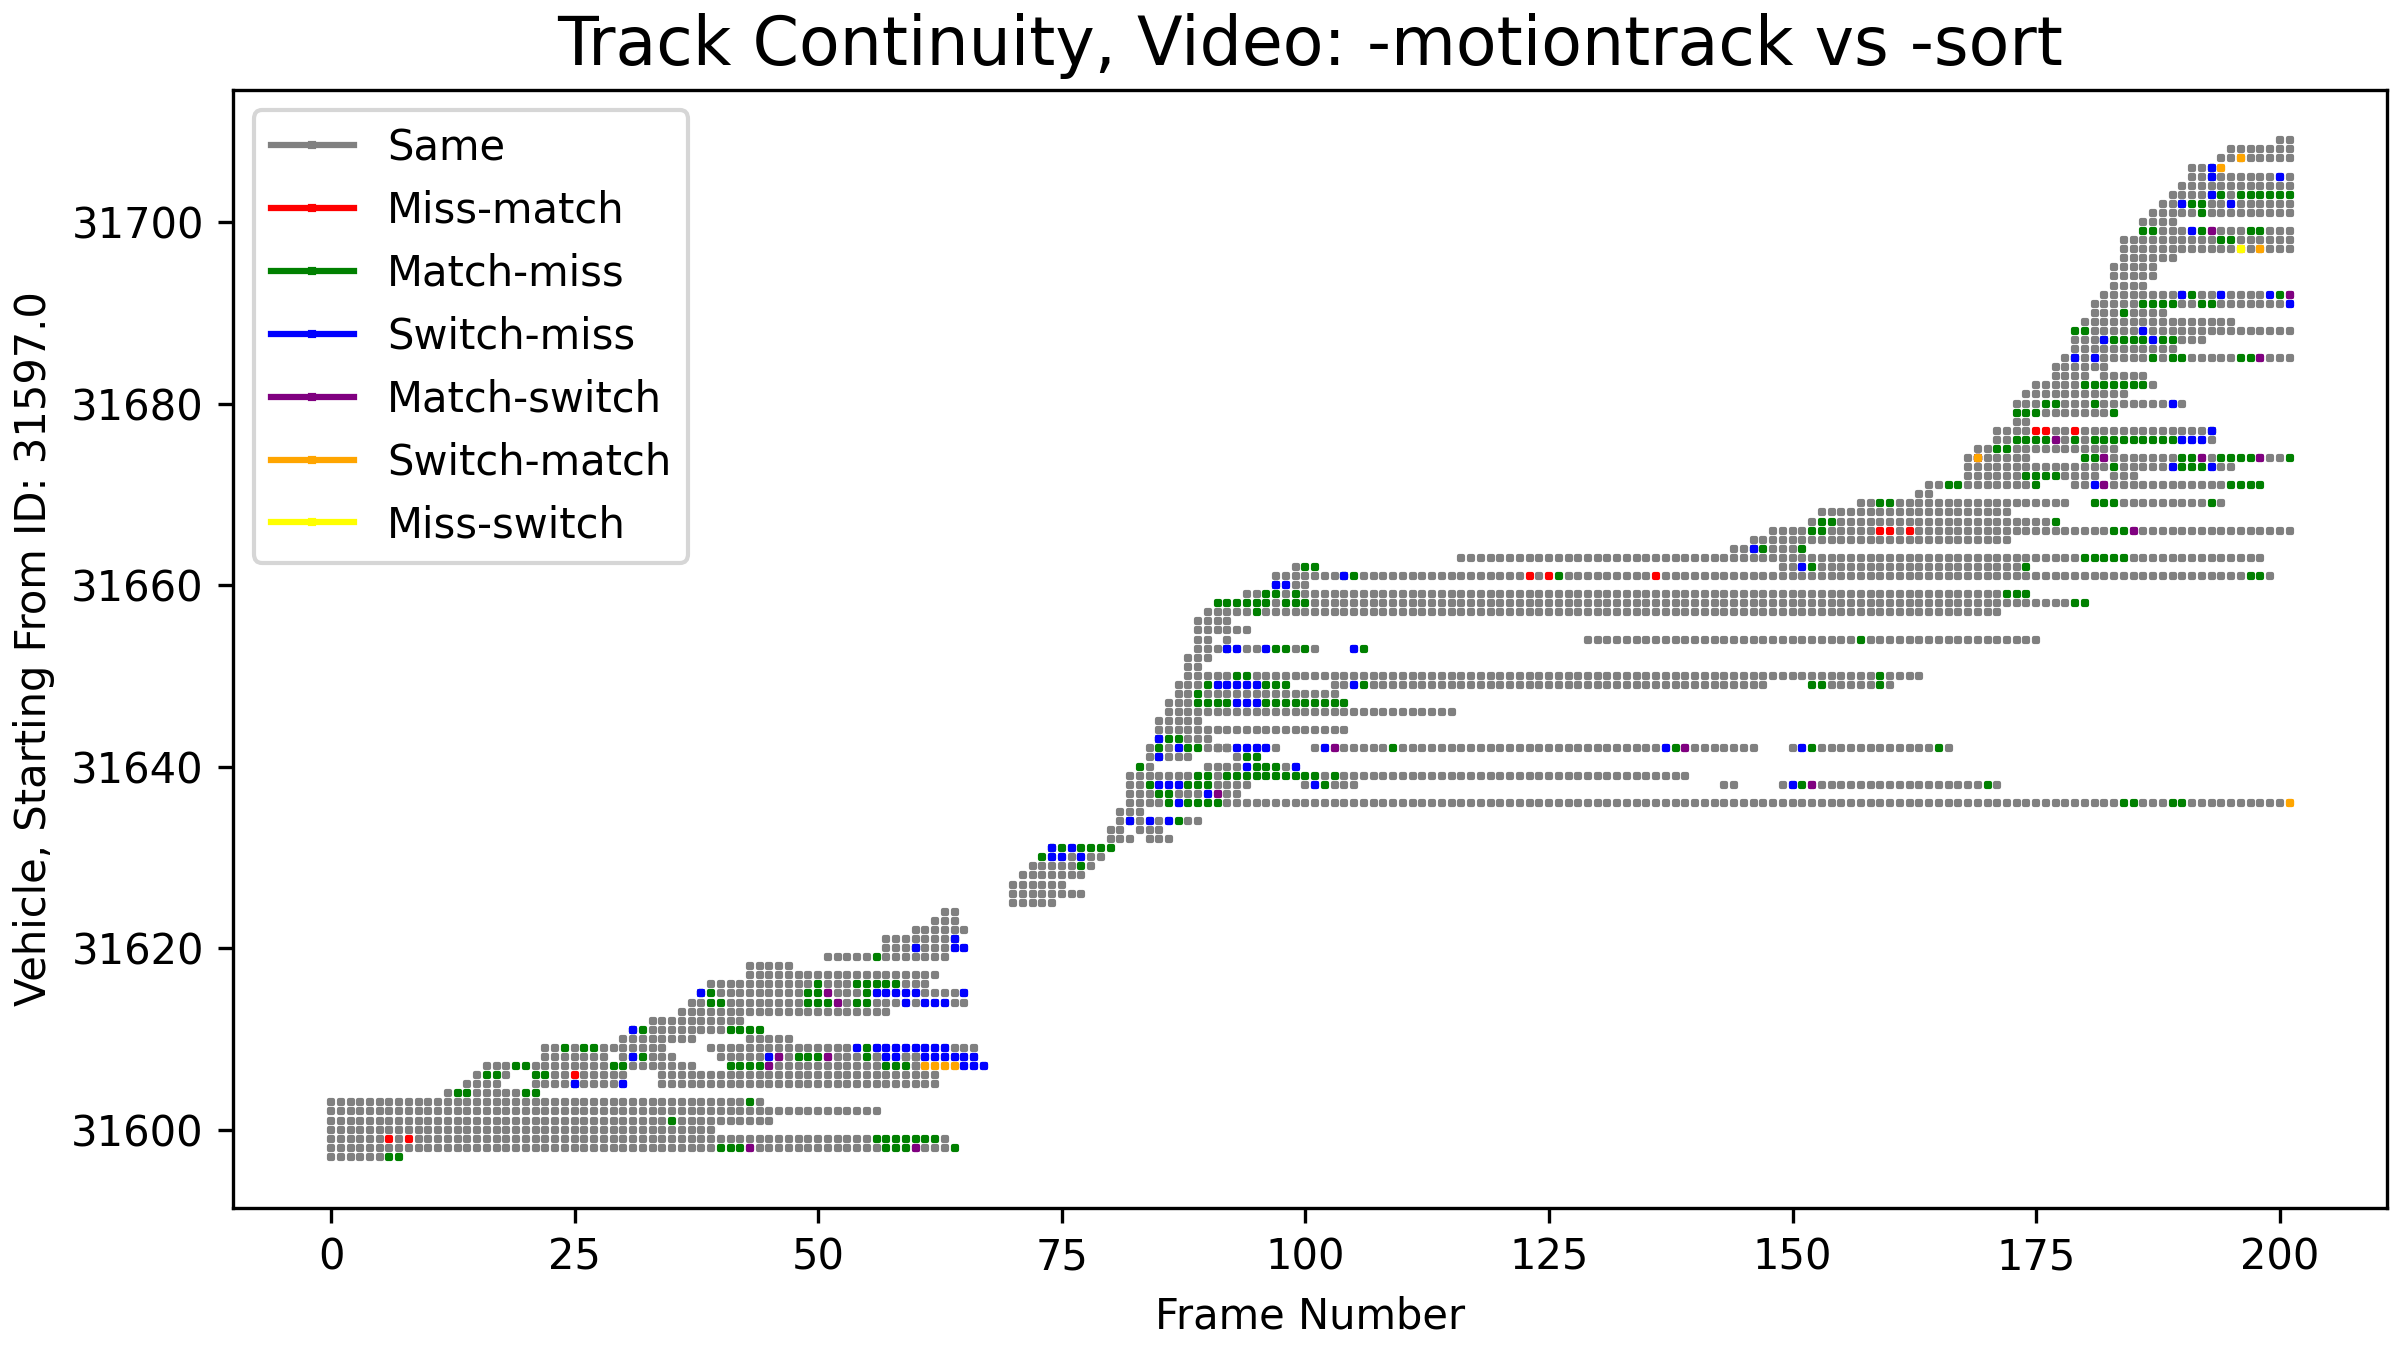 Track Continuity, Video: -motiontrack vs -sort
Same
Miss-match
Match-miss
Switch-miss
Match-switch
Switch-match
Miss-switch
Vehicle, Starting From ID: 31597.0
31700
31680
31660
31640
31620
31600
0 25 50 75 100 125 150 175 200
Frame Number